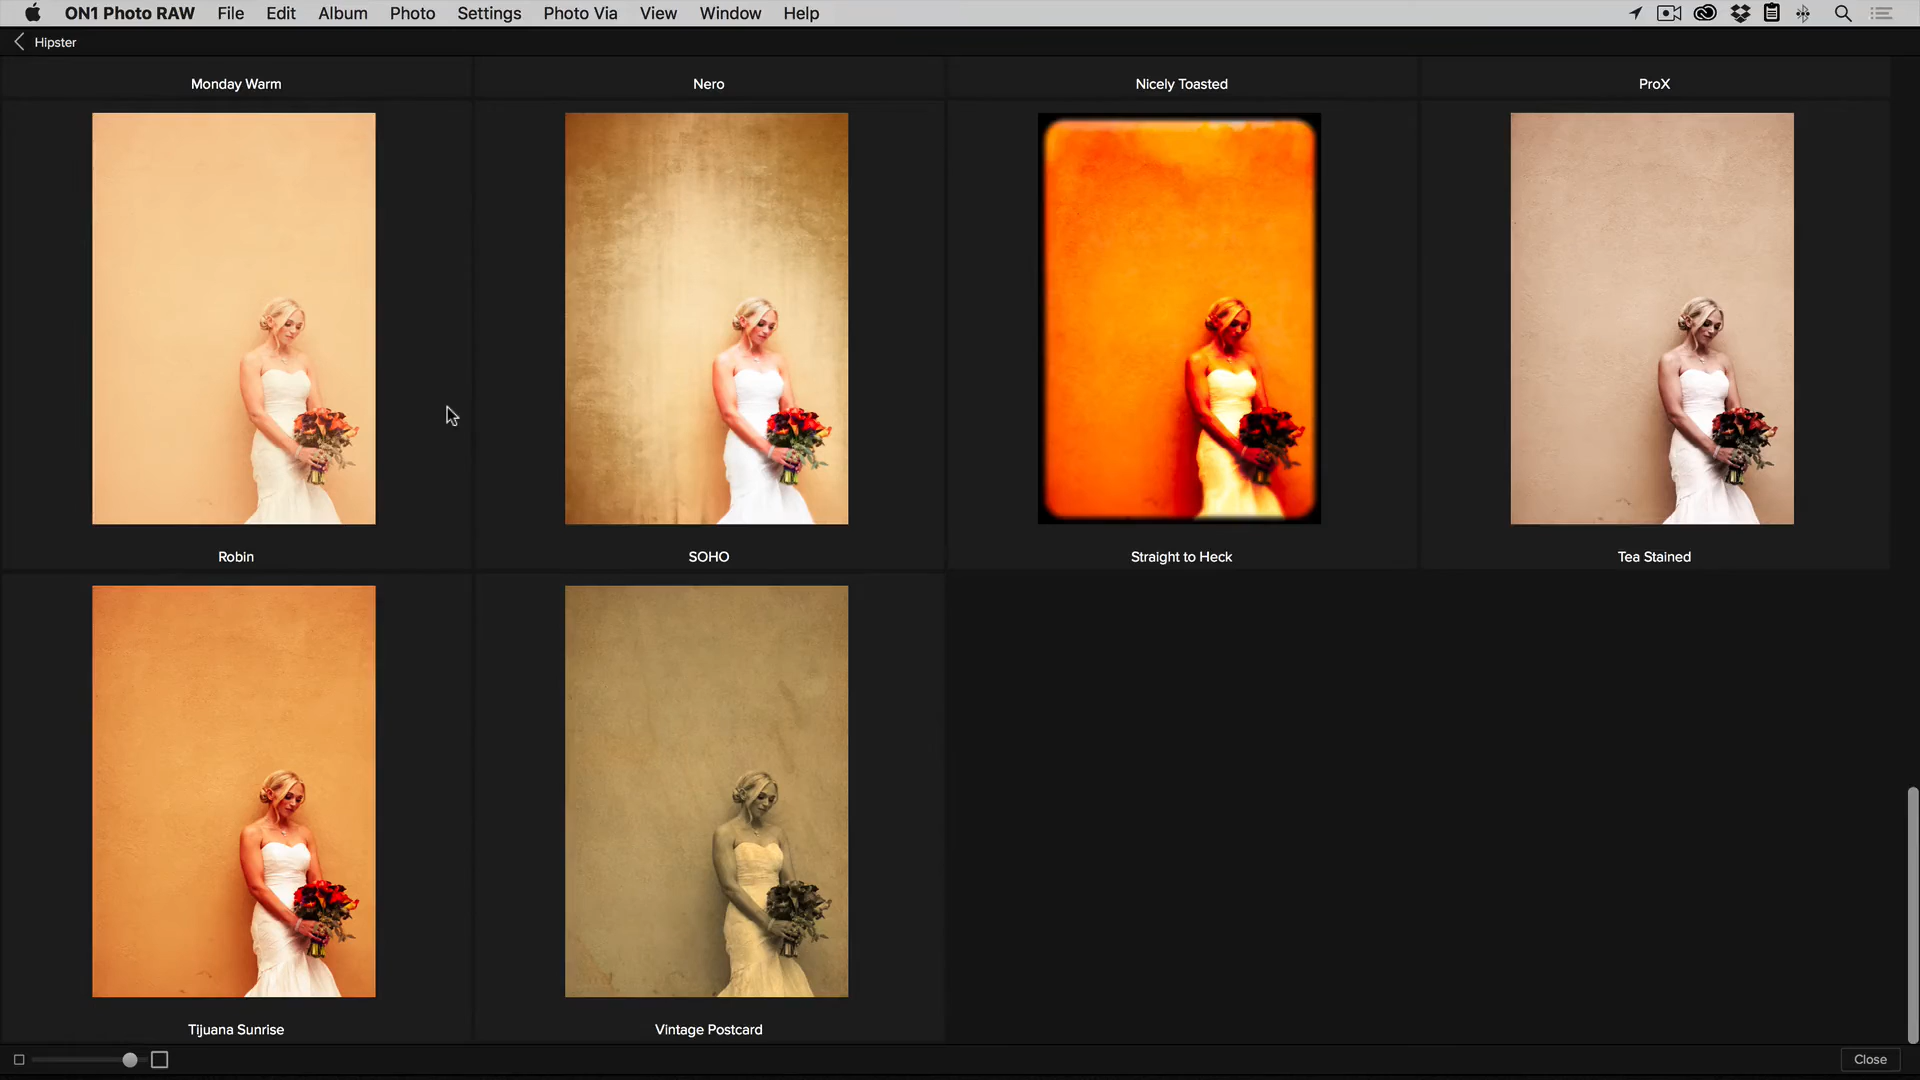 ON1 Photo RAW File Edit Album Photo Settings Photo Via View Window Help
Hipster
Monday Warm Nero Nicely Toasted ProX
Robin SOHO Straight to Heck Tea Stained
Tijuana Sunrise Vintage Postcard
Close